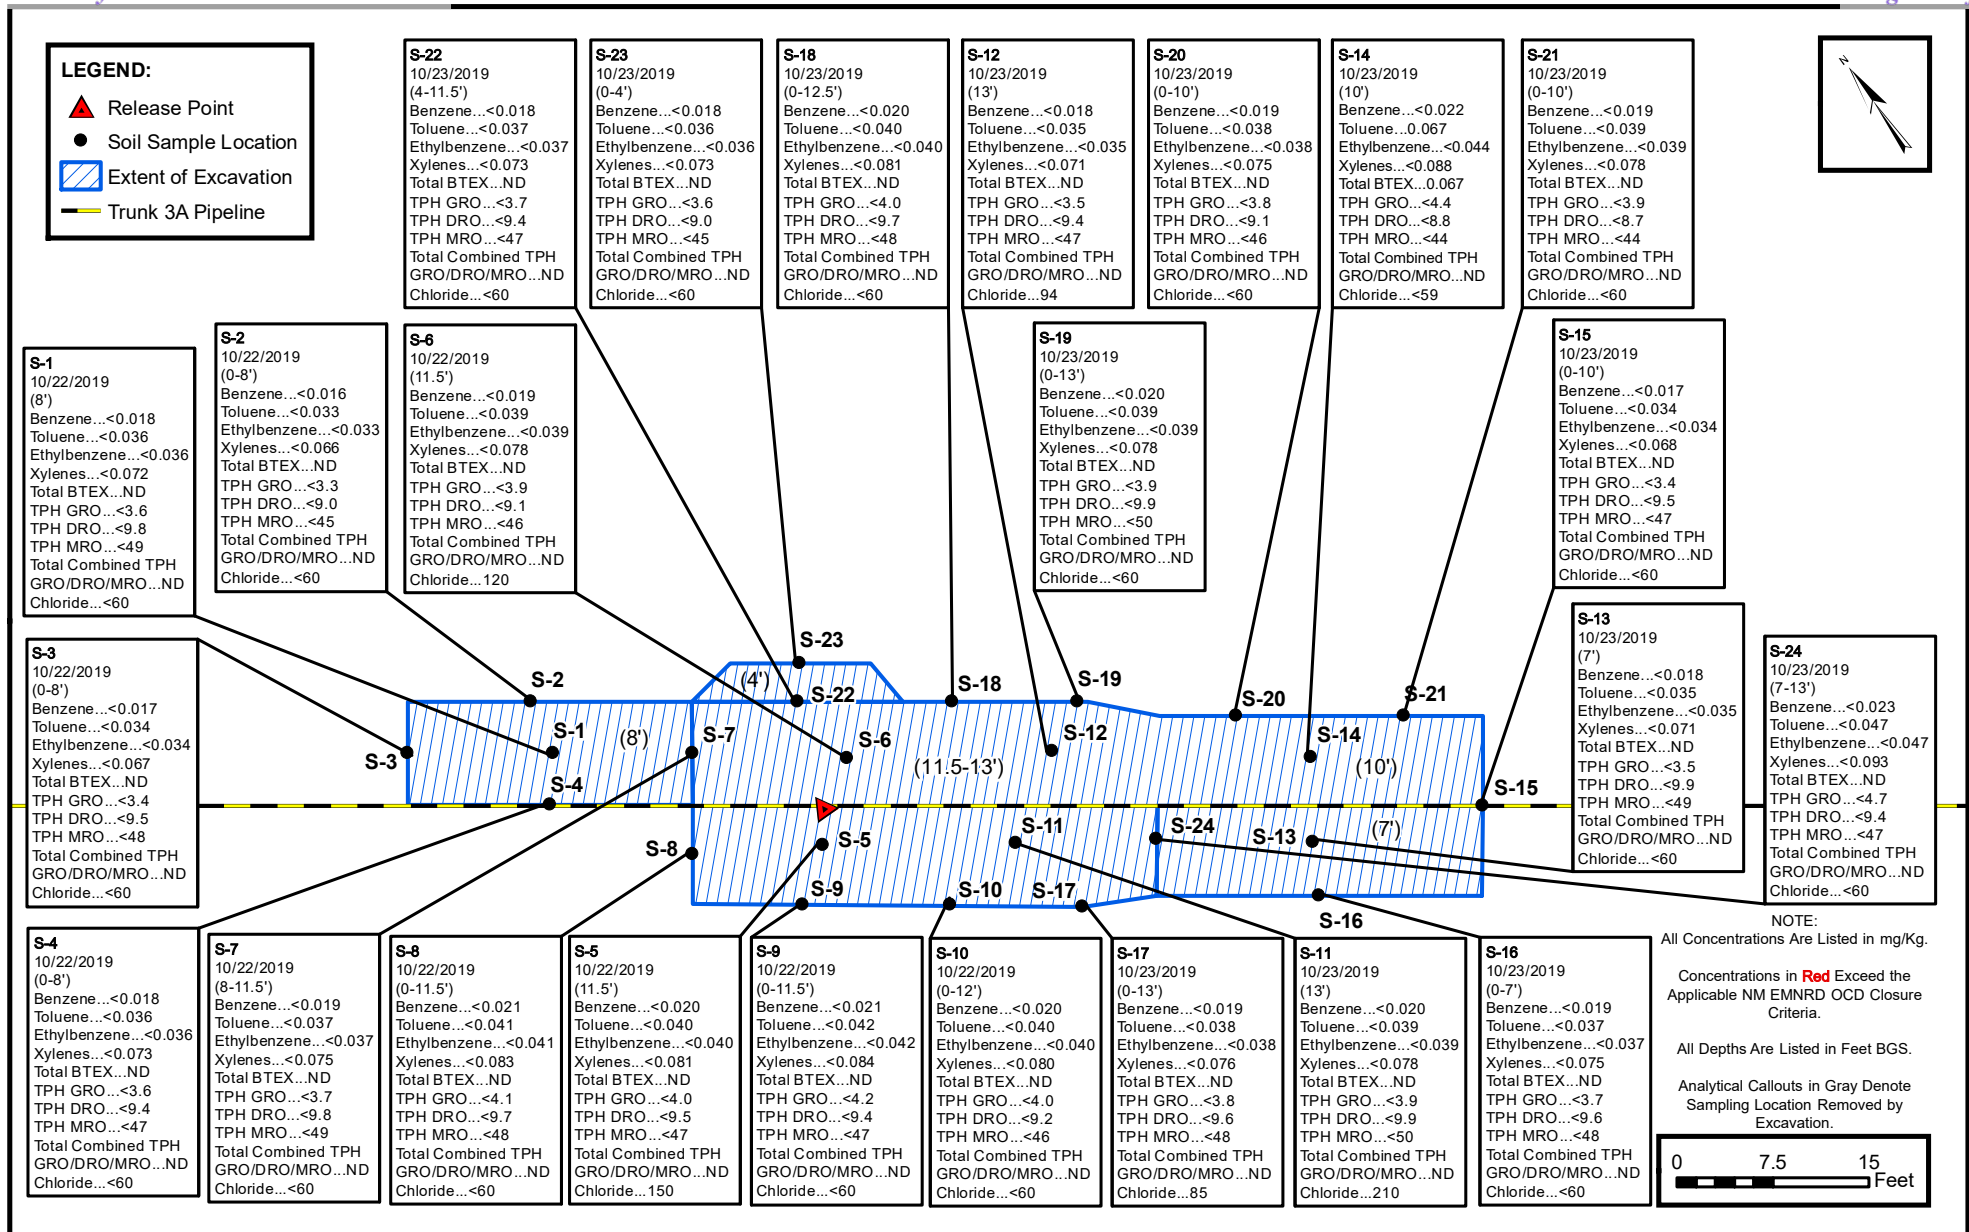 LEGEND:
Release Point
Soil Sample Location
Extent of Excavation
Trunk 3A Pipeline
S-22
10/23/2019
(4-11.5')
Benzene...<0.018
Toluene...<0.037
Ethylbenzene...<0.037
Xylenes...<0.073
Total BTEX...ND
TPH GRO...<3.7
TPH DRO...<9.4
TPH MRO...<47
Total Combined TPH
GRO/DRO/MRO...ND
Chloride...<60
S-23
10/23/2019
(0-4')
Benzene...<0.018
Toluene...<0.036
Ethylbenzene...<0.036
Xylenes...<0.073
Total BTEX...ND
TPH GRO...<3.6
TPH DRO...<9.0
TPH MRO...<45
Total Combined TPH
GRO/DRO/MRO...ND
Chloride...<60
S-18
10/23/2019
(0-12.5')
Benzene...<0.020
Toluene...<0.040
Ethylbenzene...<0.040
Xylenes...<0.081
Total BTEX...ND
TPH GRO...<4.0
TPH DRO...<9.7
TPH MRO...<48
Total Combined TPH
GRO/DRO/MRO...ND
Chloride...<60
S-12
10/23/2019
(13')
Benzene...<0.018
Toluene...<0.035
Ethylbenzene...<0.035
Xylenes...<0.071
Total BTEX...ND
TPH GRO...<3.5
TPH DRO...<9.4
TPH MRO...<47
Total Combined TPH
GRO/DRO/MRO...ND
Chloride...94
S-20
10/23/2019
(0-10')
Benzene...<0.019
Toluene...<0.038
Ethylbenzene...<0.038
Xylenes...<0.075
Total BTEX...ND
TPH GRO...<3.8
TPH DRO...<9.1
TPH MRO...<46
Total Combined TPH
GRO/DRO/MRO...ND
Chloride...<60
S-14
10/23/2019
(10')
Benzene...<0.022
Toluene...0.067
Ethylbenzene...<0.044
Xylenes...<0.088
Total BTEX...0.067
TPH GRO...<4.4
TPH DRO...<8.8
TPH MRO...<44
Total Combined TPH
GRO/DRO/MRO...ND
Chloride...<59
S-21
10/23/2019
(0-10')
Benzene...<0.019
Toluene...<0.039
Ethylbenzene...<0.039
Xylenes...<0.078
Total BTEX...ND
TPH GRO...<3.9
TPH DRO...<8.7
TPH MRO...<44
Total Combined TPH
GRO/DRO/MRO...ND
Chloride...<60
N
S-1
10/22/2019
(8')
Benzene...<0.018
Toluene...<0.036
Ethylbenzene...<0.036
Xylenes...<0.072
Total BTEX...ND
TPH GRO...<3.6
TPH DRO...<9.8
TPH MRO...<49
Total Combined TPH
GRO/DRO/MRO...ND
Chloride...<60
S-2
10/22/2019
(0-8')
Benzene...<0.016
Toluene...<0.033
Ethylbenzene...<0.033
Xylenes...<0.066
Total BTEX...ND
TPH GRO...<3.3
TPH DRO...<9.0
TPH MRO...<45
Total Combined TPH
GRO/DRO/MRO...ND
Chloride...<60
S-6
10/22/2019
(11.5')
Benzene...<0.019
Toluene...<0.039
Ethylbenzene...<0.039
Xylenes...<0.078
Total BTEX...ND
TPH GRO...<3.9
TPH DRO...<9.1
TPH MRO...<46
Total Combined TPH
GRO/DRO/MRO...ND
Chloride...120
S-19
10/23/2019
(0-13')
Benzene...<0.020
Toluene...<0.039
Ethylbenzene...<0.039
Xylenes...<0.078
Total BTEX...ND
TPH GRO...<3.9
TPH DRO...<9.9
TPH MRO...<50
Total Combined TPH
GRO/DRO/MRO...ND
Chloride...<60
S-15
10/23/2019
(0-10')
Benzene...<0.017
Toluene...<0.034
Ethylbenzene...<0.034
Xylenes...<0.068
Total BTEX...ND
TPH GRO...<3.4
TPH DRO...<9.5
TPH MRO...<47
Total Combined TPH
GRO/DRO/MRO...ND
Chloride...<60
S-3
10/22/2019
(0-8')
Benzene...<0.017
Toluene...<0.034
Ethylbenzene...<0.034
Xylenes...<0.067
Total BTEX...ND
TPH GRO...<3.4
TPH DRO...<9.5
TPH MRO...<48
Total Combined TPH
GRO/DRO/MRO...ND
Chloride...<60
S-13
10/23/2019
(7')
Benzene...<0.018
Toluene...<0.035
Ethylbenzene...<0.035
Xylenes...<0.071
Total BTEX...ND
TPH GRO...<3.5
TPH DRO...<9.9
TPH MRO...<49
Total Combined TPH
GRO/DRO/MRO...ND
Chloride...<60
S-24
10/23/2019
(7-13')
Benzene...<0.023
Toluene...<0.047
Ethylbenzene...<0.047
Xylenes...<0.093
Total BTEX...ND
TPH GRO...<4.7
TPH DRO...<9.4
TPH MRO...<47
Total Combined TPH
GRO/DRO/MRO...ND
Chloride...<60
S-23
(4')
S-2
S-22
S-18
S-19
S-20
S-21
S-3
S-1
(8')
S-7
S-6
(11.5-13')
S-12
S-14
(10')
S-4
S-15
S-8
S-5
S-11
S-24
S-13
(7')
S-9
S-10
S-17
S-16
S-4
10/22/2019
(0-8')
Benzene...<0.018
Toluene...<0.036
Ethylbenzene...<0.036
Xylenes...<0.073
Total BTEX...ND
TPH GRO...<3.6
TPH DRO...<9.4
TPH MRO...<47
Total Combined TPH
GRO/DRO/MRO...ND
Chloride...<60
S-7
10/22/2019
(8-11.5')
Benzene...<0.019
Toluene...<0.037
Ethylbenzene...<0.037
Xylenes...<0.075
Total BTEX...ND
TPH GRO...<3.7
TPH DRO...<9.8
TPH MRO...<49
Total Combined TPH
GRO/DRO/MRO...ND
Chloride...<60
S-8
10/22/2019
(0-11.5')
Benzene...<0.021
Toluene...<0.041
Ethylbenzene...<0.041
Xylenes...<0.083
Total BTEX...ND
TPH GRO...<4.1
TPH DRO...<9.7
TPH MRO...<48
Total Combined TPH
GRO/DRO/MRO...ND
Chloride...<60
S-5
10/22/2019
(11.5')
Benzene...<0.020
Toluene...<0.040
Ethylbenzene...<0.040
Xylenes...<0.081
Total BTEX...ND
TPH GRO...<4.0
TPH DRO...<9.5
TPH MRO...<47
Total Combined TPH
GRO/DRO/MRO...ND
Chloride...150
S-9
10/22/2019
(0-11.5')
Benzene...<0.021
Toluene...<0.042
Ethylbenzene...<0.042
Xylenes...<0.084
Total BTEX...ND
TPH GRO...<4.2
TPH DRO...<9.4
TPH MRO...<47
Total Combined TPH
GRO/DRO/MRO...ND
Chloride...<60
S-10
10/22/2019
(0-12')
Benzene...<0.020
Toluene...<0.040
Ethylbenzene...<0.040
Xylenes...<0.080
Total BTEX...ND
TPH GRO...<4.0
TPH DRO...<9.2
TPH MRO...<46
Total Combined TPH
GRO/DRO/MRO...ND
Chloride...<60
S-17
10/23/2019
(0-13')
Benzene...<0.019
Toluene...<0.038
Ethylbenzene...<0.038
Xylenes...<0.076
Total BTEX...ND
TPH GRO...<3.8
TPH DRO...<9.6
TPH MRO...<48
Total Combined TPH
GRO/DRO/MRO...ND
Chloride...85
S-11
10/23/2019
(13')
Benzene...<0.020
Toluene...<0.039
Ethylbenzene...<0.039
Xylenes...<0.078
Total BTEX...ND
TPH GRO...<3.9
TPH DRO...<9.9
TPH MRO...<50
Total Combined TPH
GRO/DRO/MRO...ND
Chloride...210
S-16
10/23/2019
(0-7')
Benzene...<0.019
Toluene...<0.037
Ethylbenzene...<0.037
Xylenes...<0.075
Total BTEX...ND
TPH GRO...<3.7
TPH DRO...<9.6
TPH MRO...<48
Total Combined TPH
GRO/DRO/MRO...ND
Chloride...<60
NOTE:
All Concentrations Are Listed in mg/Kg.
Concentrations in Red Exceed the
Applicable NM EMNRD OCD Closure
Criteria.
All Depths Are Listed in Feet BGS.
Analytical Callouts in Gray Denote
Sampling Location Removed by
Excavation.
0 7.5 15
Feet